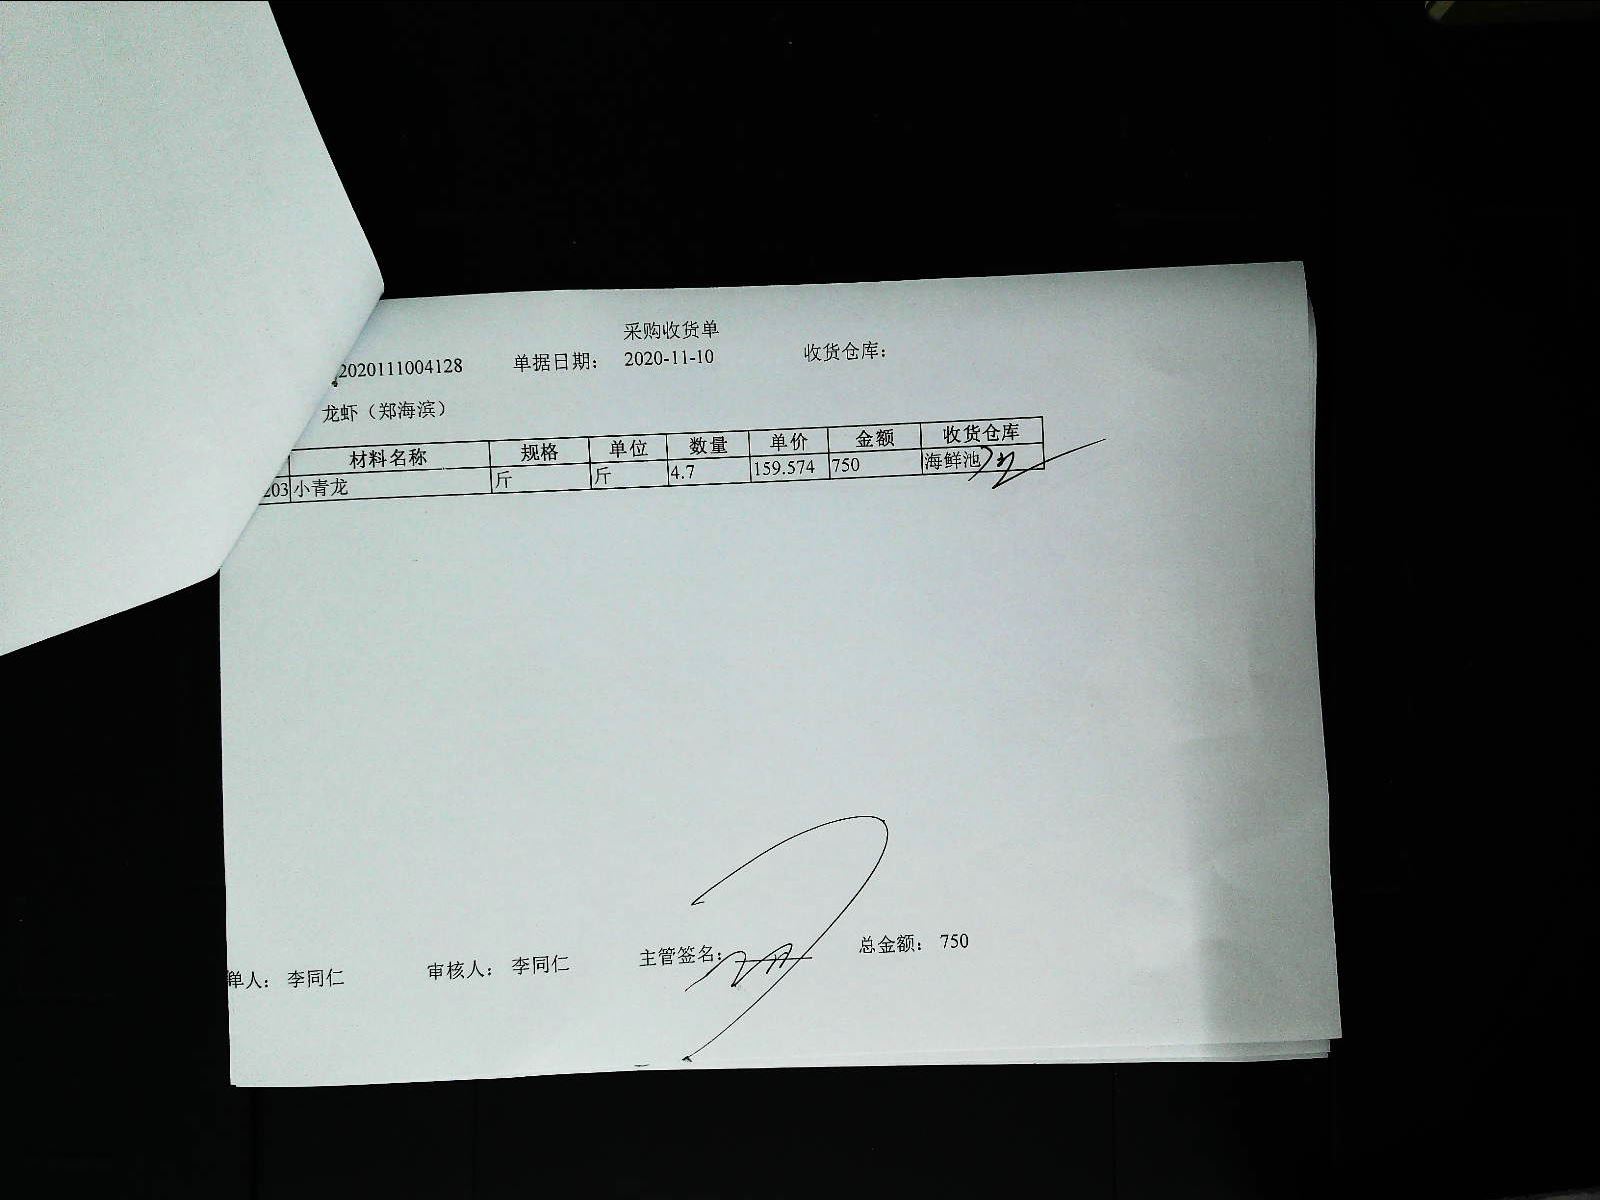 采购收货单
2020111004128 单据日期： 2020-11-10 收货仓库：
龙虾（郑海滨）
材料名称 规格 单位 数量 单价 金额 收货仓库
203 小青龙 斤 斤 4.7 159.574 750 海鲜池
单人： 李同仁 审核人： 李同仁 主管签名： 总金额： 750